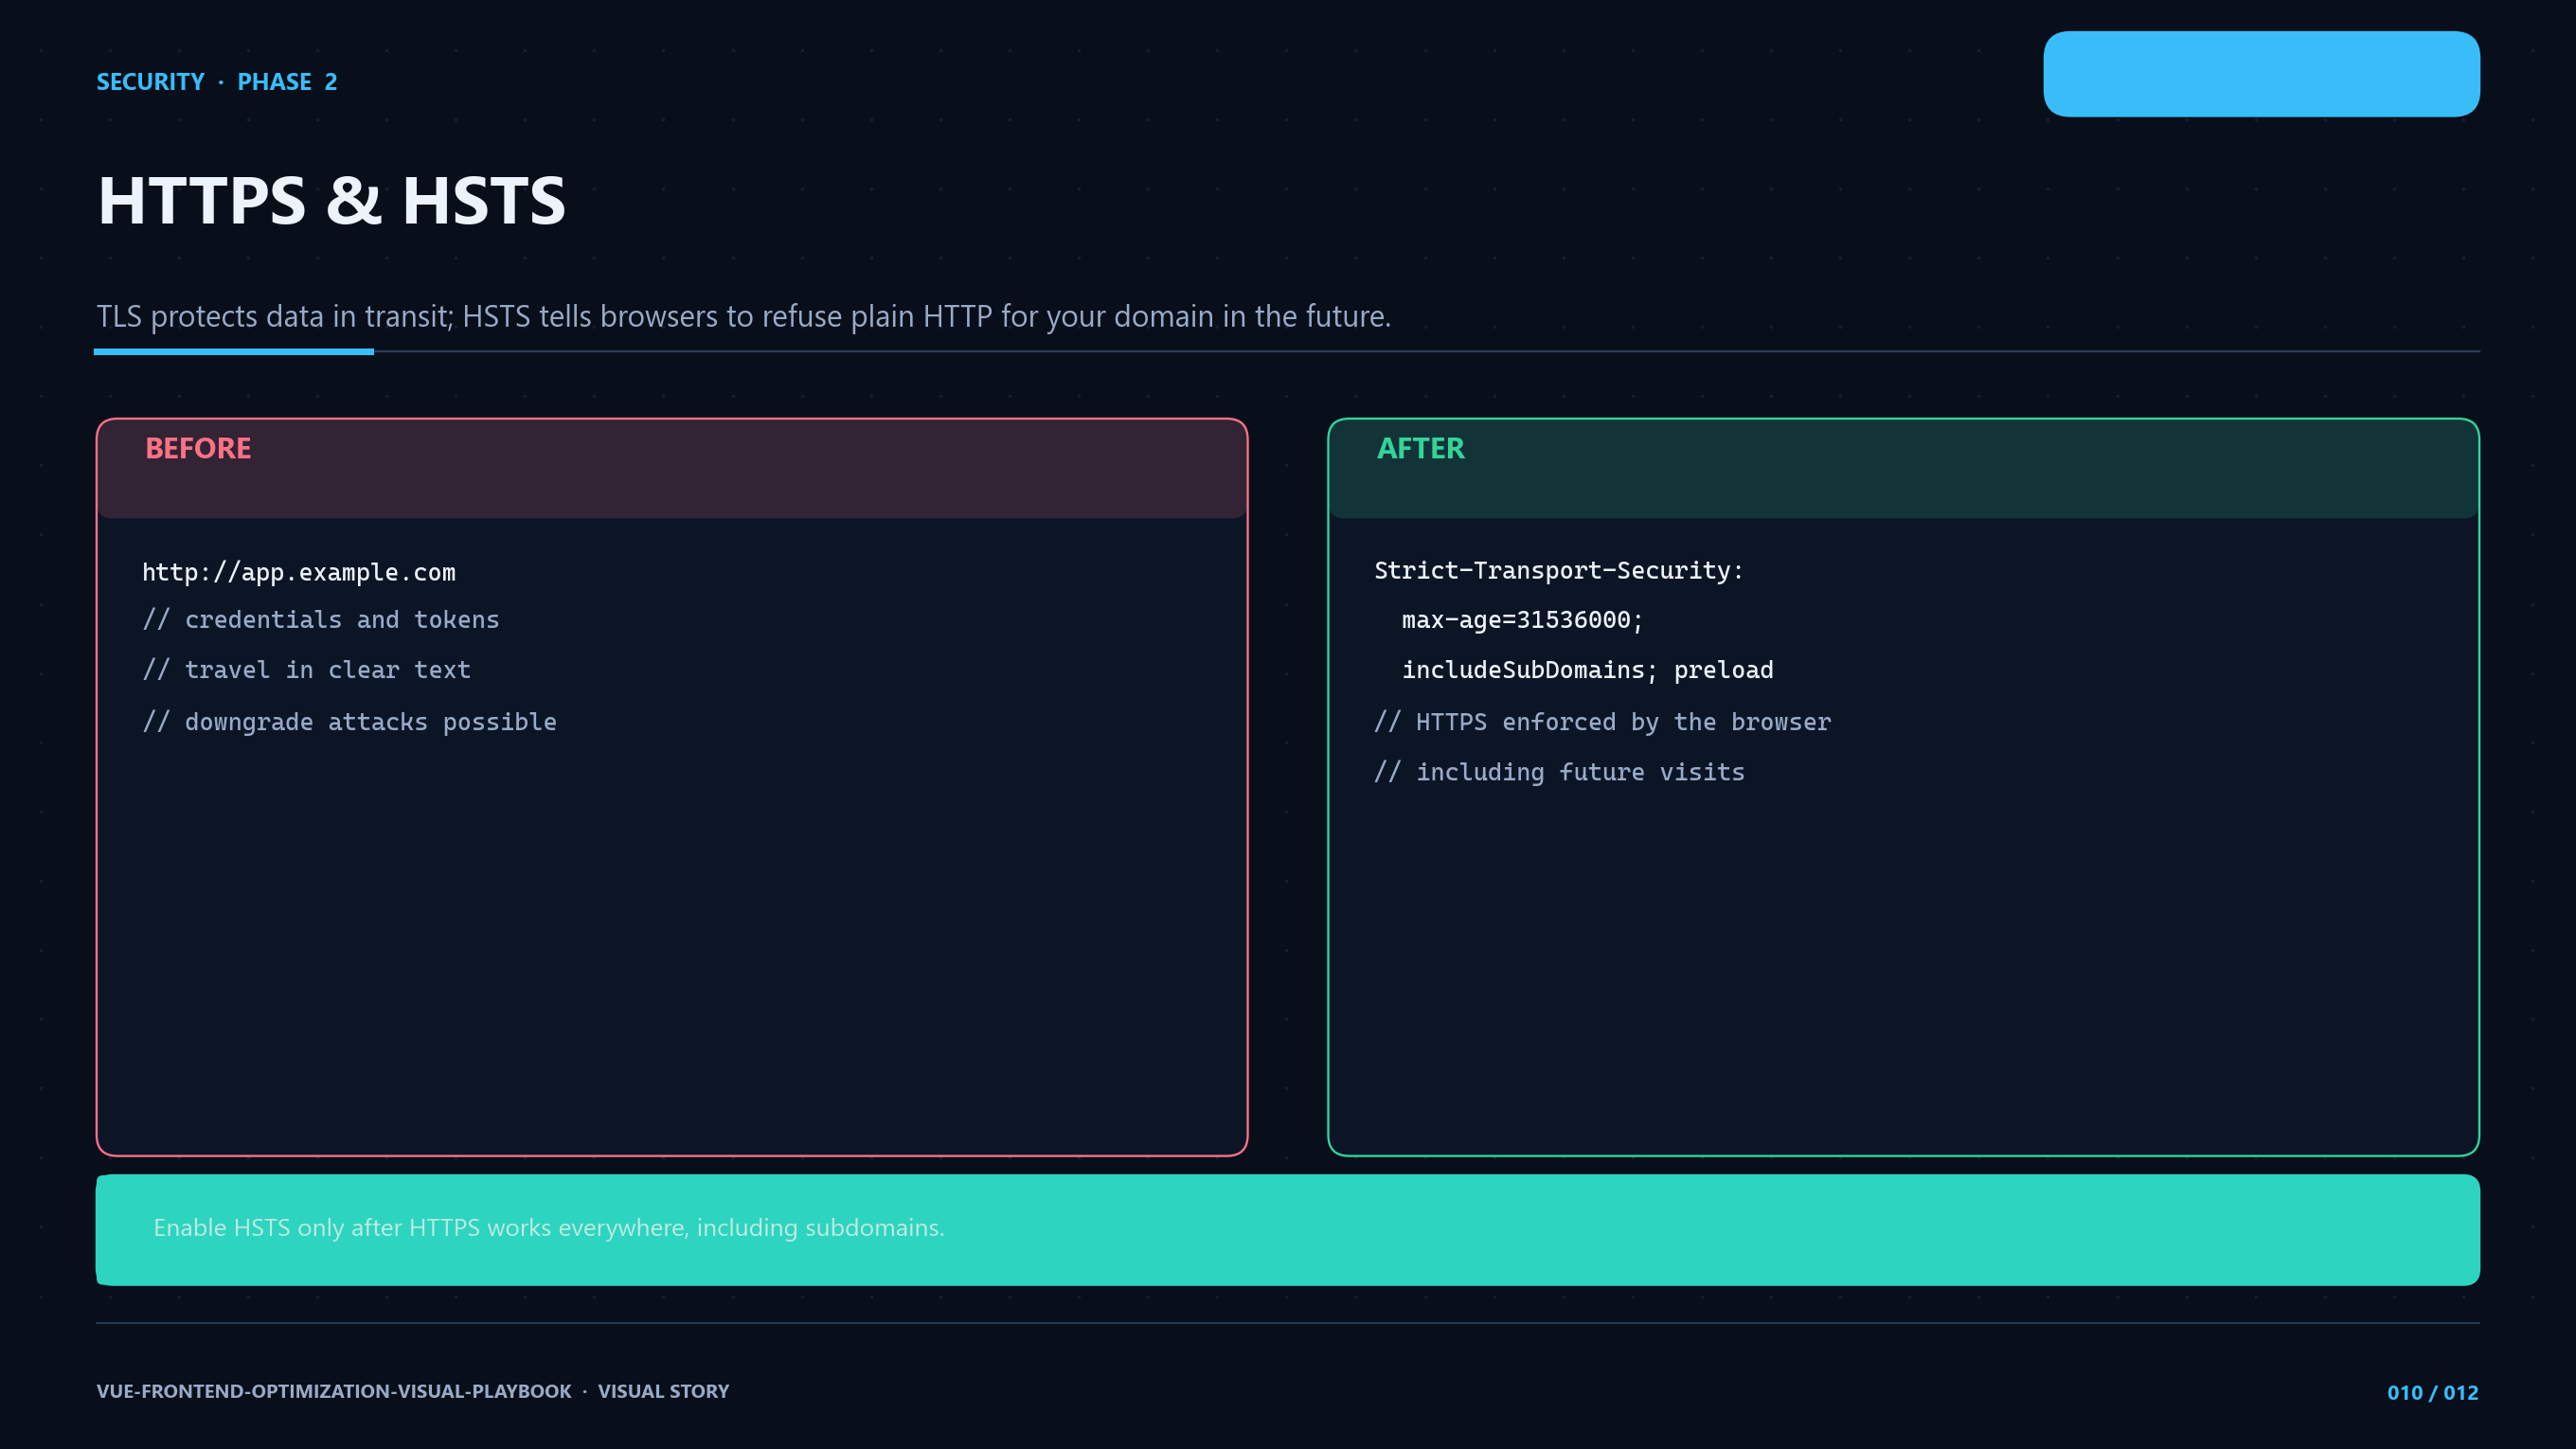 SECURITY · PHASE 2
HTTPS & HSTS
TLS protects data in transit; HSTS tells browsers to refuse plain HTTP for your domain in the future.
BEFORE
http://app.example.com
// credentials and tokens
// travel in clear text
// downgrade attacks possible
AFTER
Strict-Transport-Security:
  max-age=31536000;
  includeSubDomains; preload
// HTTPS enforced by the browser
// including future visits
Enable HSTS only after HTTPS works everywhere, including subdomains.
VUE-FRONTEND-OPTIMIZATION-VISUAL-PLAYBOOK · VISUAL STORY
010 / 012